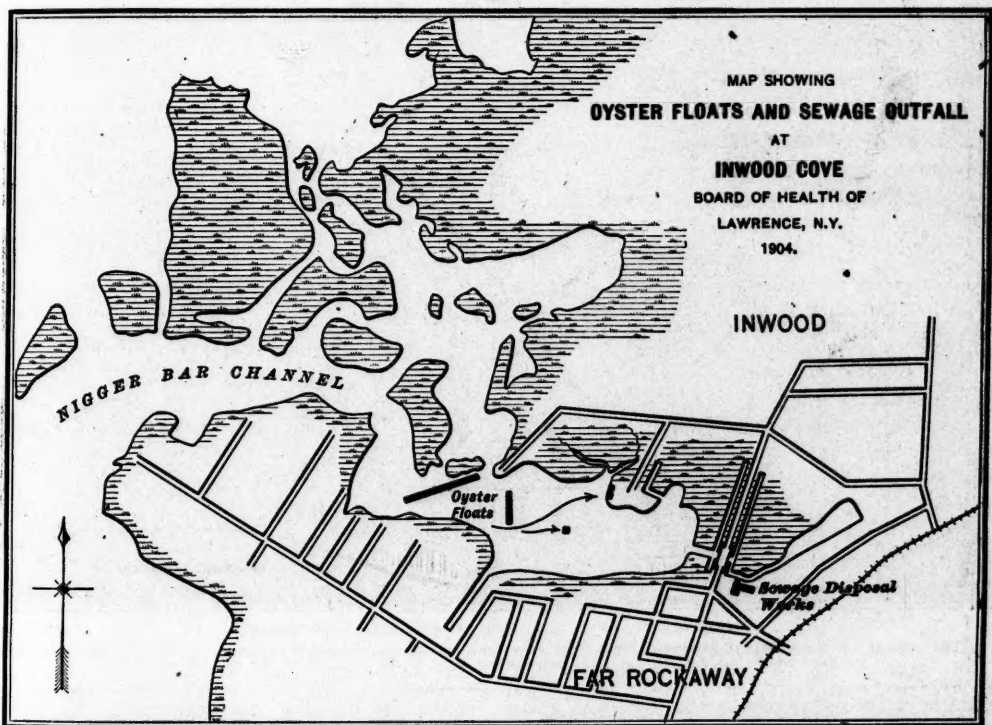 MAP SHOWING
OYSTER FLOATS AND SEWAGE OUTFALL
AT
INWOOD COVE
BOARD OF HEALTH OF
LAWRENCE, N.Y.
1904.
INWOOD
NIGGER BAR CHANNEL
Oyster
Floats
Sewage Disposal
Works
FAR ROCKAWAY